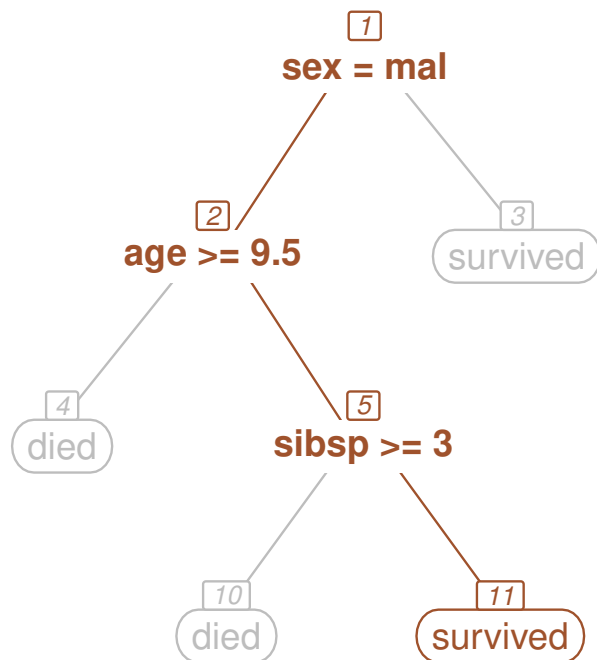 1
sex = mal
2
3
age >= 9.5
survived
4
5
died
sibsp >= 3
10
11
died
survived